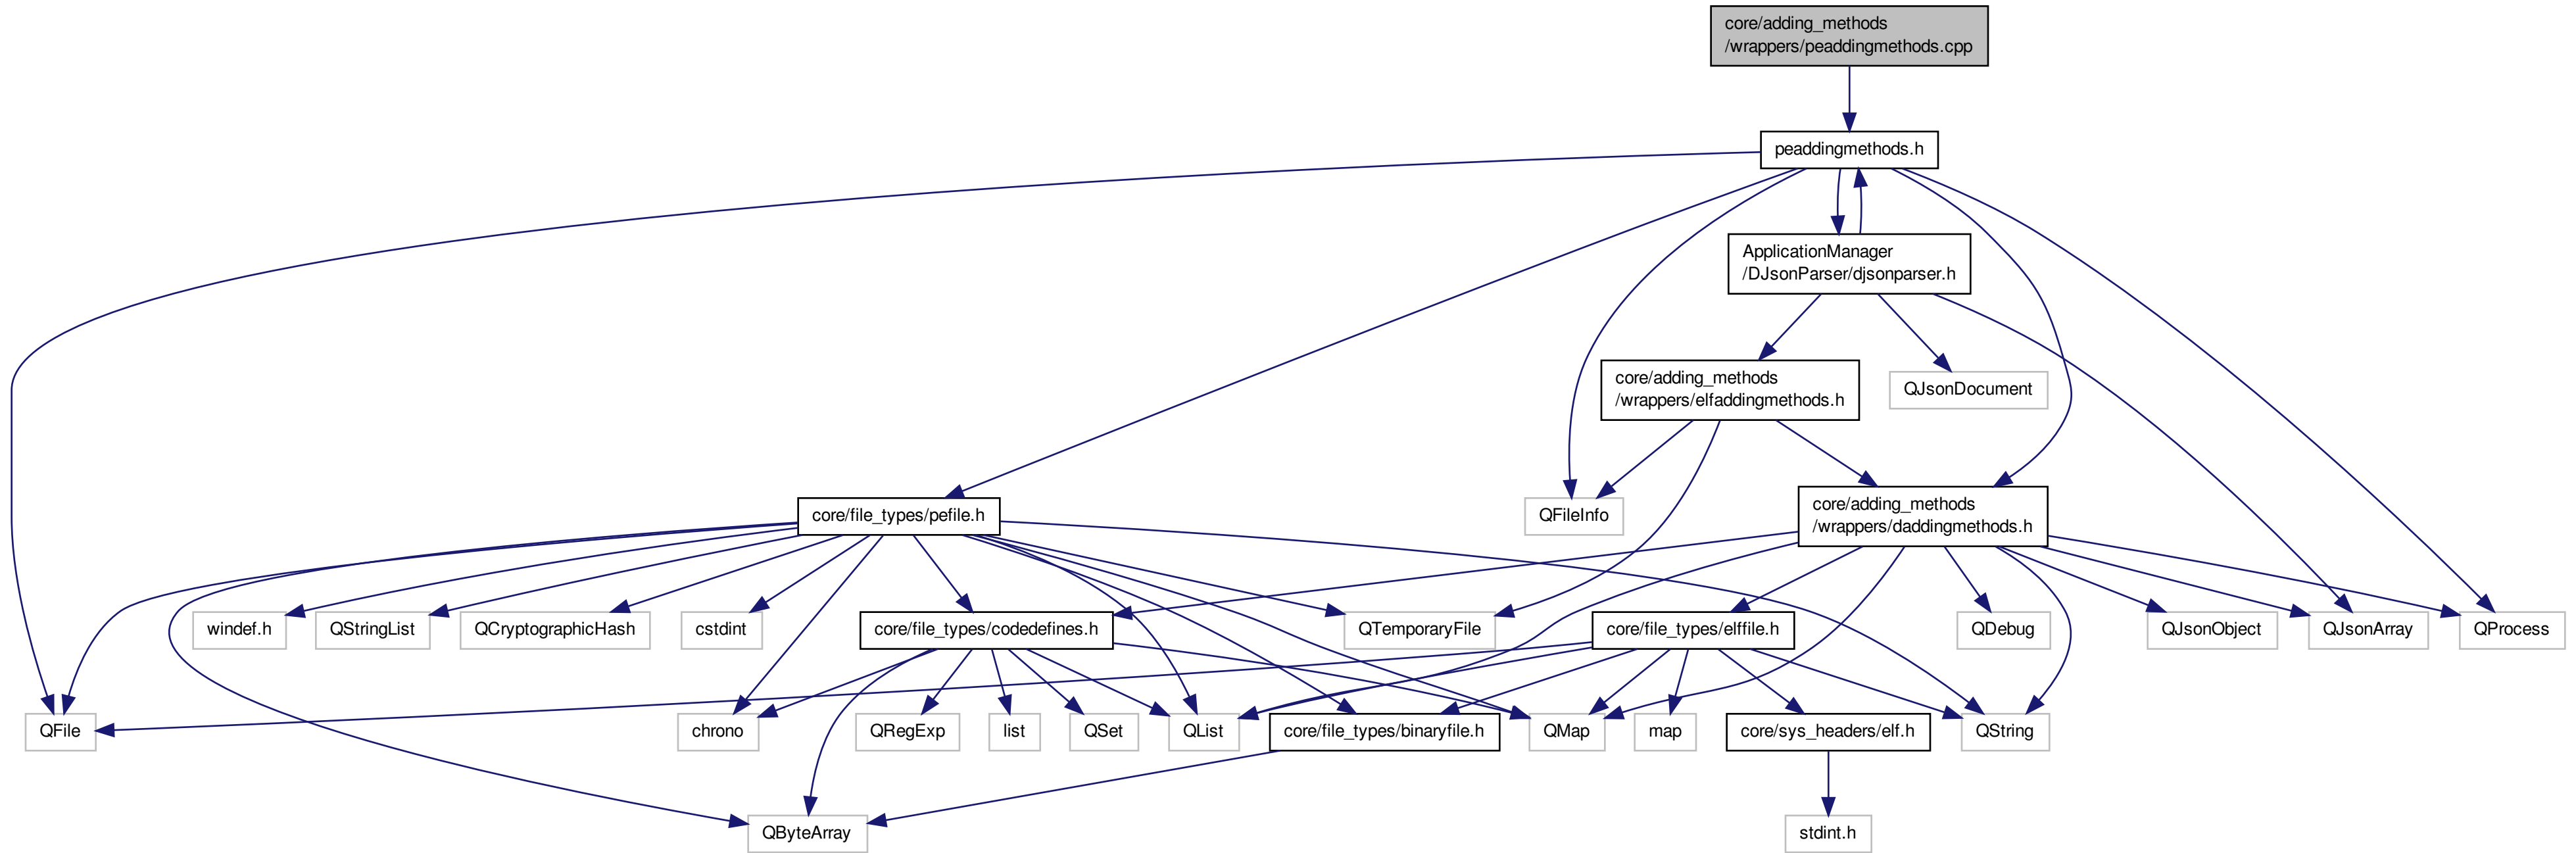 core/adding_methods
/wrappers/peaddingmethods.cpp
peaddingmethods.h
ApplicationManager
/DJsonParser/djsonparser.h
core/adding_methods
/wrappers/elfaddingmethods.h
QJsonDocument
core/file_types/pefile.h
QFileInfo
core/adding_methods
/wrappers/daddingmethods.h
windef.h
QStringList
QCryptographicHash
cstdint
core/file_types/codedefines.h
QTemporaryFile
core/file_types/elffile.h
QDebug
QJsonObject
QJsonArray
QProcess
QFile
chrono
QRegExp
list
QSet
QList
core/file_types/binaryfile.h
QMap
map
core/sys_headers/elf.h
QString
QByteArray
stdint.h